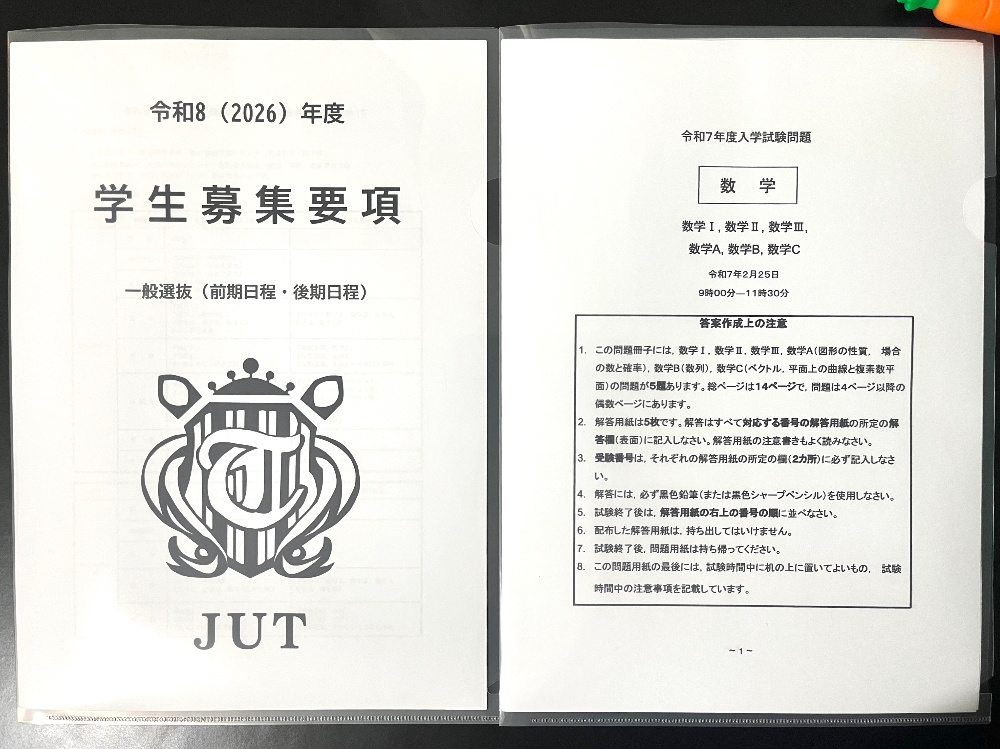 令和8（2026）年度
学生募集要項
一般選抜（前期日程・後期日程）
T
JUT
令和7年度入学試験問題
数　学
数学Ⅰ, 数学Ⅱ, 数学Ⅲ,
数学A, 数学B, 数学C
令和7年2月25日
9時00分―11時30分
答案作成上の注意
1. この問題冊子には, 数学Ⅰ, 数学Ⅱ, 数学Ⅲ, 数学A(図形の性質,　場合
の数と確率), 数学B(数列), 数学C(ベクトル, 平面上の曲線と複素数平
面)の問題が5題あります。総ページは14ページで, 問題は4ページ以降の
偶数ページにあります。
2. 解答用紙は5枚です。解答はすべて対応する番号の解答用紙の所定の解
答欄(表面)に記入しなさい。解答用紙の注意書きもよく読みなさい。
3. 受験番号は, それぞれの解答用紙の所定の欄(2カ所)に必ず記入しなさ
い。
4. 解答には, 必ず黒色鉛筆(または黒色シャープペンシル)を使用しなさい。
5. 試験終了後は, 解答用紙の右上の番号の順に並べなさい。
6. 配布した解答用紙は, 持ち出してはいけません。
7. 試験終了後, 問題用紙は持ち帰ってください。
8. この問題用紙の最後には, 試験時間中に机の上に置いてよいもの,　試験
時間中の注意事項を記載しています。
～1～